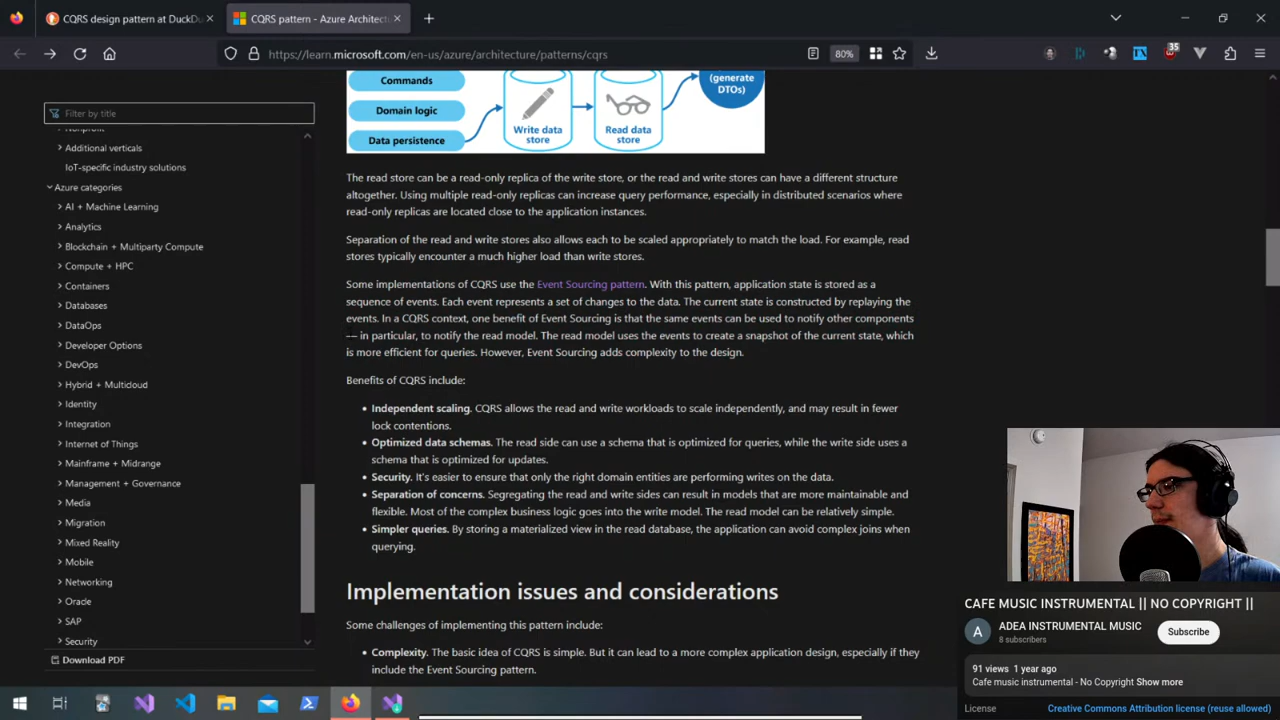 CQRS design pattern at DuckDu
CQRS pattern - Azure Architect
https://learn.microsoft.com/en-us/azure/architecture/patterns/cqrs
80%
35
Filter by title
Nonprofit
Additional verticals
IoT-specific industry solutions
Azure categories
AI + Machine Learning
Analytics
Blockchain + Multiparty Compute
Compute + HPC
Containers
Databases
DataOps
Developer Options
DevOps
Hybrid + Multicloud
Identity
Integration
Internet of Things
Mainframe + Midrange
Management + Governance
Media
Migration
Mixed Reality
Mobile
Networking
Oracle
SAP
Security
Download PDF
Commands
Domain logic
Data persistence
Write data
store
Read data
store
(generate
DTOs)
The read store can be a read-only replica of the write store, or the read and write stores can have a different structure
altogether. Using multiple read-only replicas can increase query performance, especially in distributed scenarios where
read-only replicas are located close to the application instances.
Separation of the read and write stores also allows each to be scaled appropriately to match the load. For example, read
stores typically encounter a much higher load than write stores.
Some implementations of CQRS use the Event Sourcing pattern. With this pattern, application state is stored as a
sequence of events. Each event represents a set of changes to the data. The current state is constructed by replaying the
events. In a CQRS context, one benefit of Event Sourcing is that the same events can be used to notify other components
— in particular, to notify the read model. The read model uses the events to create a snapshot of the current state, which
is more efficient for queries. However, Event Sourcing adds complexity to the design.
Benefits of CQRS include:
• Independent scaling. CQRS allows the read and write workloads to scale independently, and may result in fewer
lock contentions.
• Optimized data schemas. The read side can use a schema that is optimized for queries, while the write side uses a
schema that is optimized for updates.
• Security. It's easier to ensure that only the right domain entities are performing writes on the data.
• Separation of concerns. Segregating the read and write sides can result in models that are more maintainable and
flexible. Most of the complex business logic goes into the write model. The read model can be relatively simple.
• Simpler queries. By storing a materialized view in the read database, the application can avoid complex joins when
querying.
Implementation issues and considerations
Some challenges of implementing this pattern include:
• Complexity. The basic idea of CQRS is simple. But it can lead to a more complex application design, especially if they
include the Event Sourcing pattern.
CAFE MUSIC INSTRUMENTAL || NO COPYRIGHT ||
A
ADEA INSTRUMENTAL MUSIC
8 subscribers
Subscribe
91 views 1 year ago
Cafe music instrumental - No Copyright Show more
License
Creative Commons Attribution license (reuse allowed)